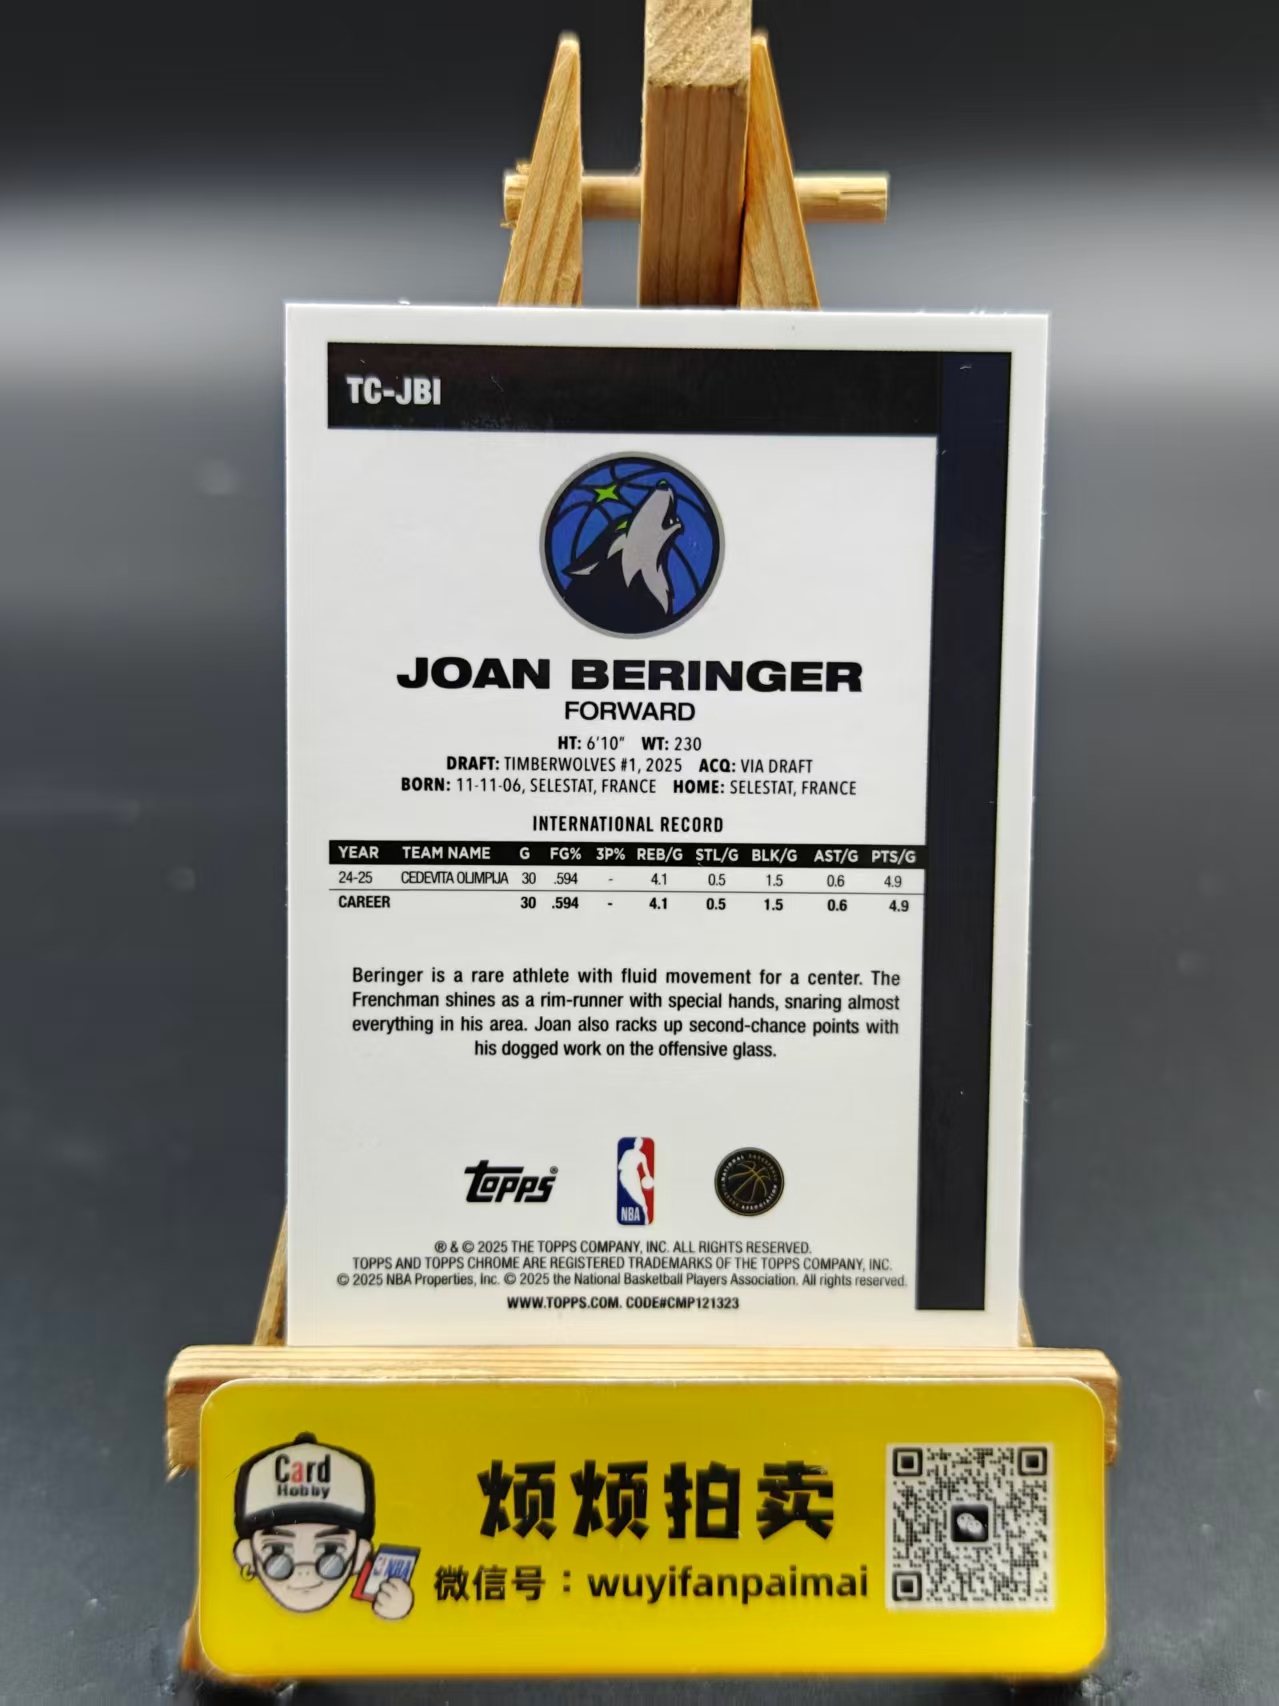 TC-JBI
JOAN BERINGER
FORWARD
HT: 6'10" WT: 230
DRAFT: TIMBERWOLVES #1, 2025 ACQ: VIA DRAFT
BORN: 11-11-06, SELESTAT, FRANCE HOME: SELESTAT, FRANCE
INTERNATIONAL RECORD
YEAR TEAM NAME G FG% 3P% REB/G STL/G BLK/G AST/G PTS/G
24-25 CEDEVITA OLIMPIJA 30 .594 - 4.1 0.5 1.5 0.6 4.9
CAREER 30 .594 - 4.1 0.5 1.5 0.6 4.9
Beringer is a rare athlete with fluid movement for a center. The
Frenchman shines as a rim-runner with special hands, snaring almost
everything in his area. Joan also racks up second-chance points with
his dogged work on the offensive glass.
Topps®
NBA
® & © 2025 THE TOPPS COMPANY, INC. ALL RIGHTS RESERVED.
TOPPS AND TOPPS CHROME ARE REGISTERED TRADEMARKS OF THE TOPPS COMPANY, INC.
© 2025 NBA Properties, Inc. © 2025 the National Basketball Players Association. All rights reserved.
WWW.TOPPS.COM. CODE#CMP121323
Card
Hobby
NBA
烦烦拍卖
微信号：wuyifanpaimai